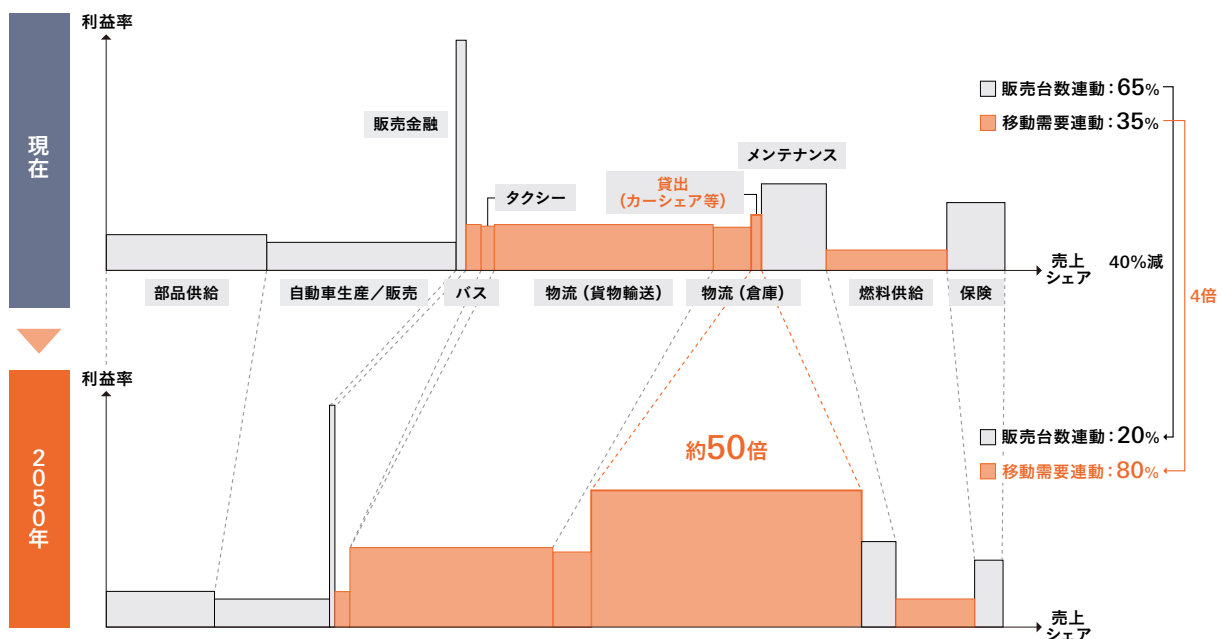 現在
利益率
販売金融
タクシー
貸出
(カーシェア等)
メンテナンス
販売台数連動：65%
移動需要連動：35%
部品供給
自動車生産／販売
バス
物流（貨物輸送）
物流（倉庫）
燃料供給
保険
売上
シェア
40%減
4倍
2050年
利益率
約50倍
販売台数連動：20%
移動需要連動：80%
売上
シェア